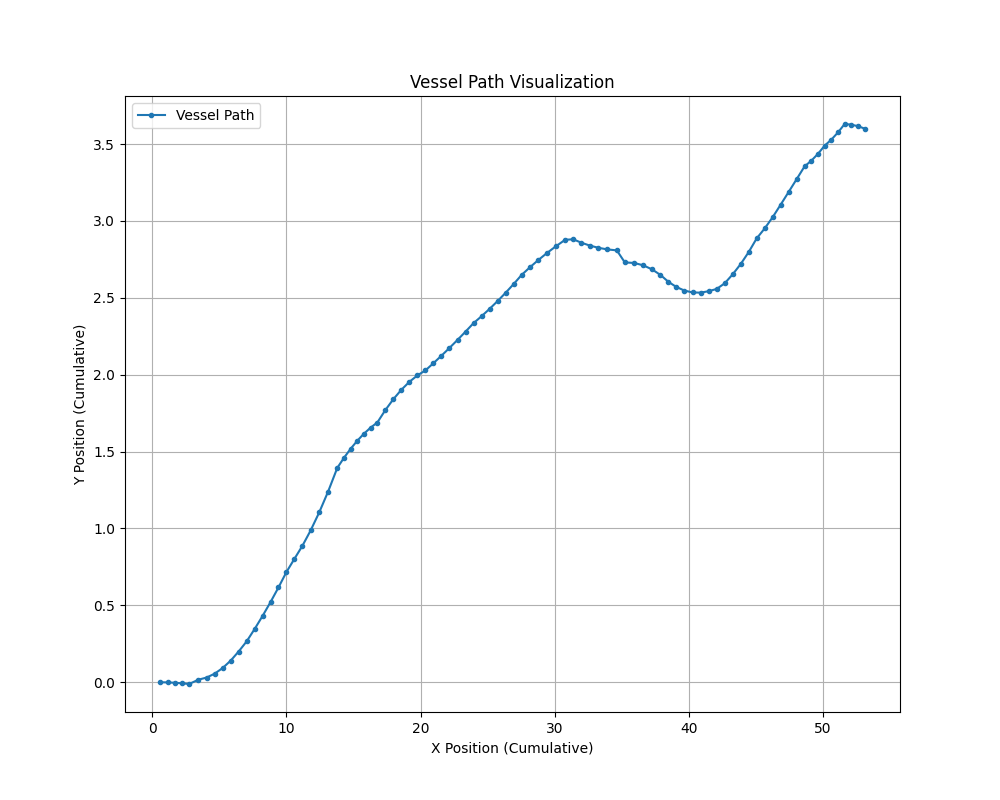 Vessel Path Visualization
Vessel Path
3.5
3.0
2.5
2.0
1.5
1.0
0.5
0.0
Y Position (Cumulative)
0 10 20 30 40 50
X Position (Cumulative)